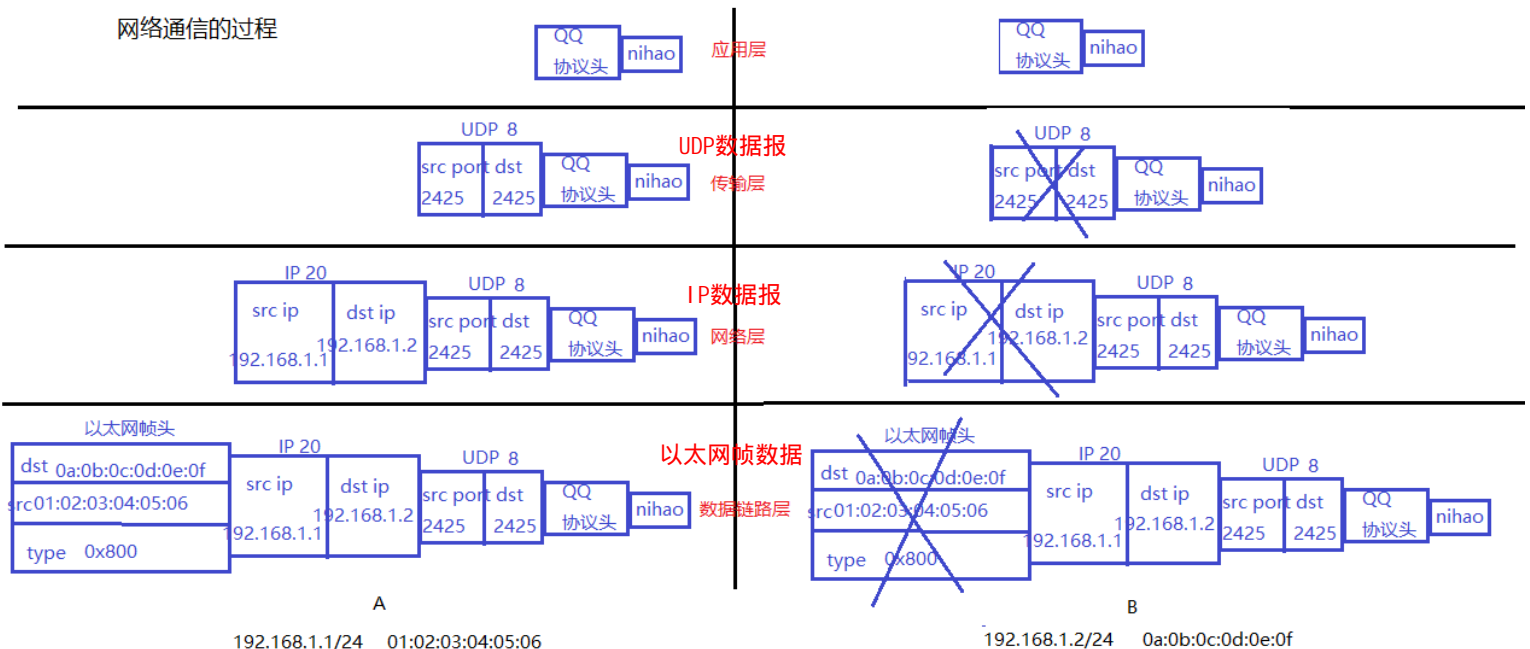 网络通信的过程
QQ
协议头
nihao
应用层
QQ
协议头
nihao
UDP 8
src port dst
2425 2425
QQ
协议头
nihao
UDP数据报
传输层
UDP 8
src port dst
2425 2425
QQ
协议头
nihao
IP 20
src ip dst ip
192.168.1.1 192.168.1.2
UDP 8
src port dst
2425 2425
QQ
协议头
nihao
IP数据报
网络层
IP 20
src ip dst ip
92.168.1.1 192.168.1.2
UDP 8
src port dst
2425 2425
QQ
协议头
nihao
以太网帧头
dst 0a:0b:0c:0d:0e:0f
src 01:02:03:04:05:06
type 0x800
IP 20
src ip dst ip
192.168.1.1 192.168.1.2
UDP 8
src port dst
2425 2425
QQ
协议头
nihao
以太网帧数据
数据链路层
以太网帧头
dst 0a:0b:0c:0d:0e:0f
src 01:02:03:04:05:06
type 0x800
IP 20
src ip dst ip
192.168.1.1 192.168.1.2
UDP 8
src port dst
2425 2425
QQ
协议头
nihao
A
192.168.1.1/24 01:02:03:04:05:06
B
192.168.1.2/24 0a:0b:0c:0d:0e:0f